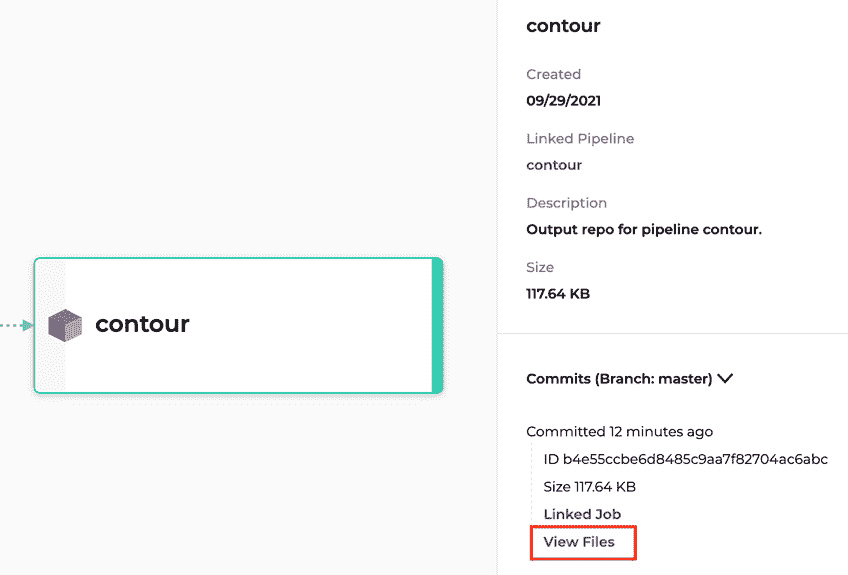 contour
contour
Created
09/29/2021
Linked Pipeline
contour
Description
Output repo for pipeline contour.
Size
117.64 KB
Commits (Branch: master)
Committed 12 minutes ago
ID b4e55ccbe6d8485c9aa7f82704ac6abc
Size 117.64 KB
Linked Job
View Files